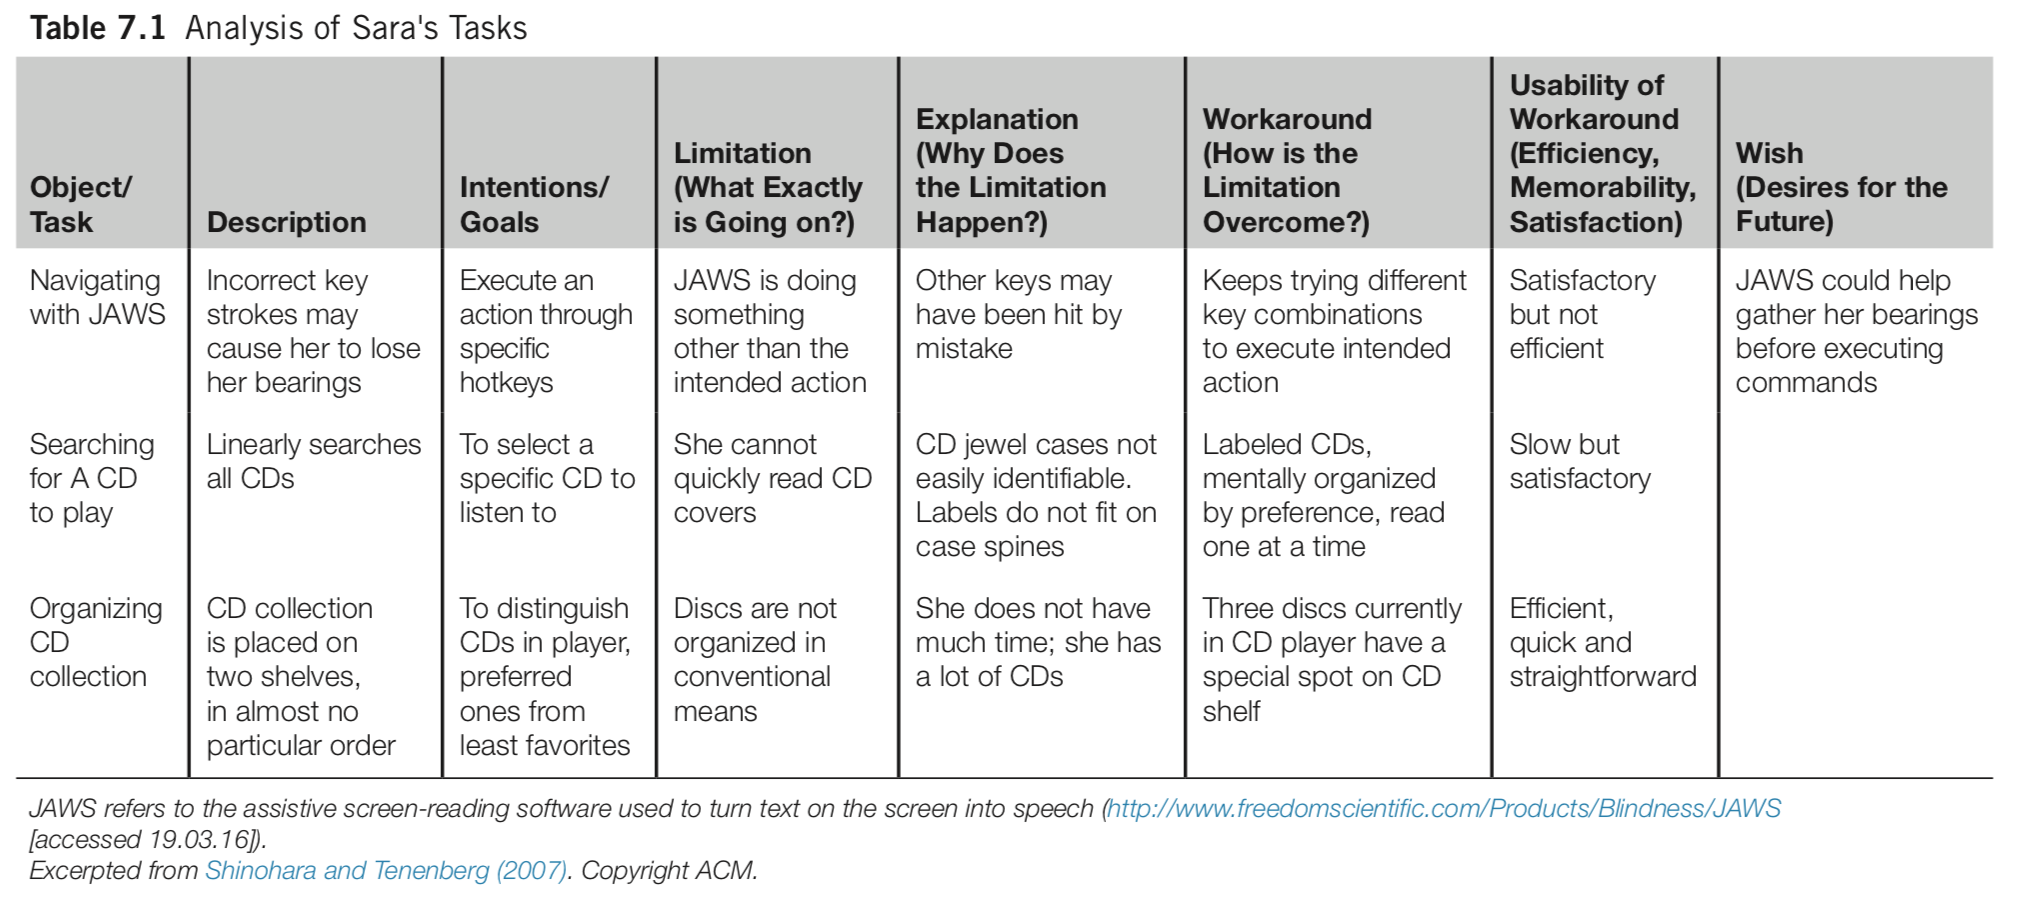 Table 7.1 Analysis of Sara's Tasks
Object/
Task
Description
Intentions/
Goals
Limitation
(What Exactly
is Going on?)
Explanation
(Why Does
the Limitation
Happen?)
Workaround
(How is the
Limitation
Overcome?)
Usability of
Workaround
(Efficiency,
Memorability,
Satisfaction)
Wish
(Desires for the
Future)
Navigating
with JAWS
Incorrect key
strokes may
cause her to lose
her bearings
Execute an
action through
specific
hotkeys
JAWS is doing
something
other than the
intended action
Other keys may
have been hit by
mistake
Keeps trying different
key combinations
to execute intended
action
Satisfactory
but not
efficient
JAWS could help
gather her bearings
before executing
commands
Searching
for A CD
to play
Linearly searches
all CDs
To select a
specific CD to
listen to
She cannot
quickly read CD
covers
CD jewel cases not
easily identifiable.
Labels do not fit on
case spines
Labeled CDs,
mentally organized
by preference, read
one at a time
Slow but
satisfactory
Organizing
CD
collection
CD collection
is placed on
two shelves,
in almost no
particular order
To distinguish
CDs in player,
preferred
ones from
least favorites
Discs are not
organized in
conventional
means
She does not have
much time; she has
a lot of CDs
Three discs currently
in CD player have a
special spot on CD
shelf
Efficient,
quick and
straightforward
JAWS refers to the assistive screen-reading software used to turn text on the screen into speech (http://www.freedomscientific.com/Products/Blindness/JAWS
[accessed 19.03.16]).
Excerpted from Shinohara and Tenenberg (2007). Copyright ACM.